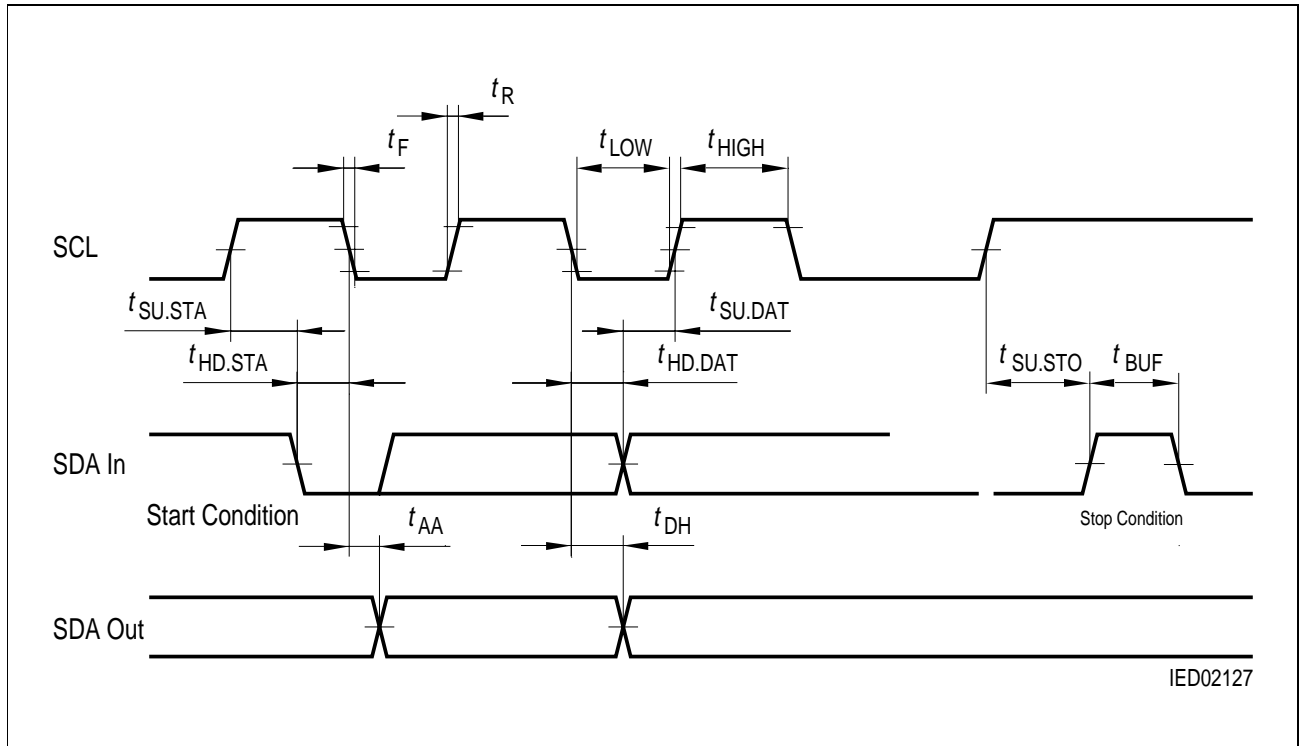 tR
tF
tLOW
tHIGH
SCL
tSU.STA
tSU.DAT
tHD.STA
tHD.DAT
tSU.STO
tBUF
SDA In
Start Condition
tAA
tDH
Stop Condition
SDA Out
IED02127